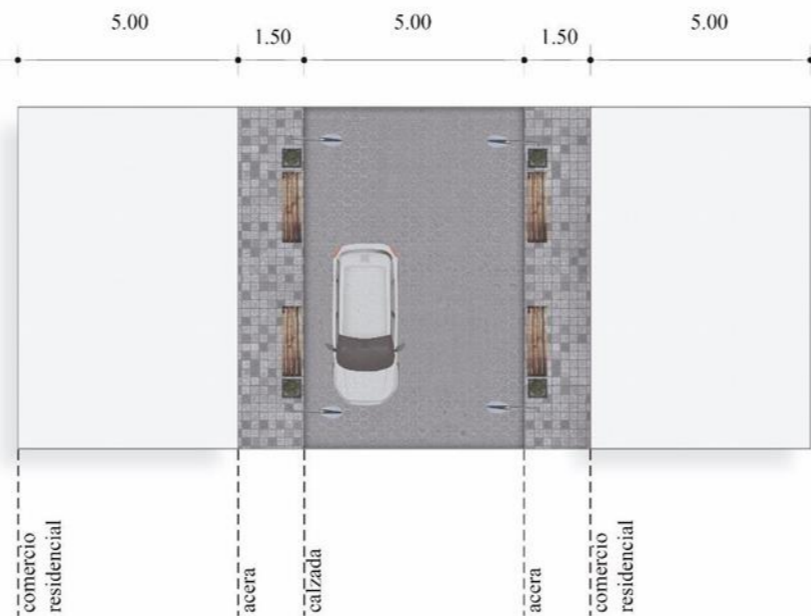 5.00
1.50
5.00
1.50
5.00
comercio
residencial
acera
calzada
acera
comercio
residencial